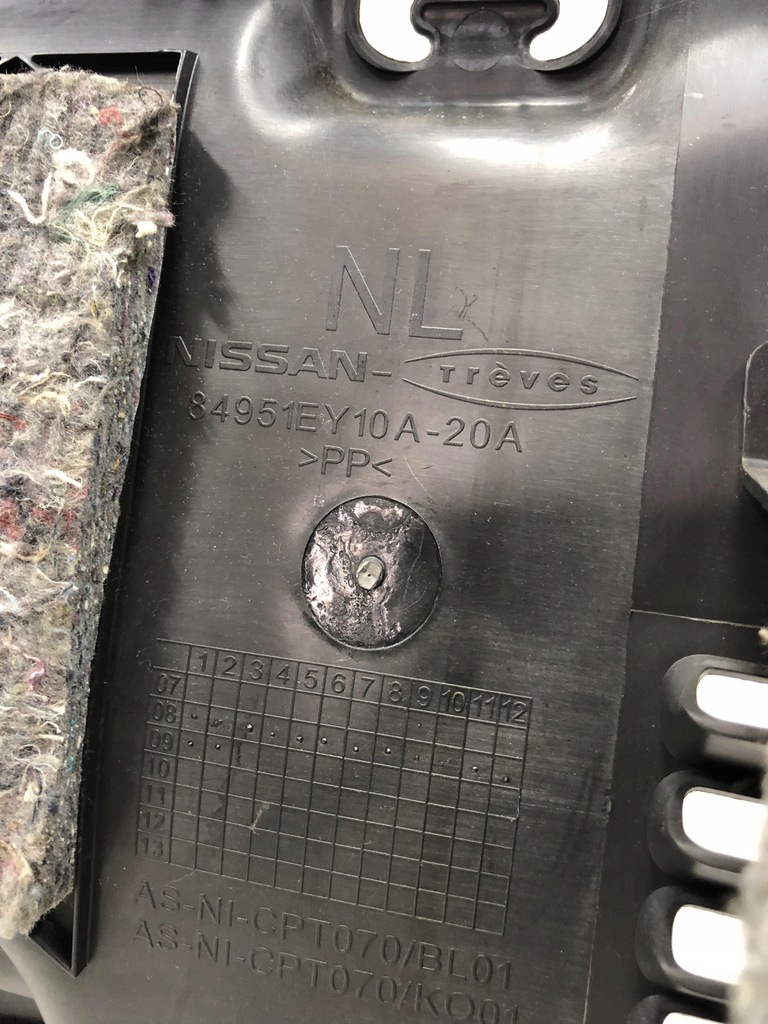 NL
NISSAN- Trèves
84951EY10A-20A
>PP<
1 2 3 4 5 6 7 8 9 10 11 12
07
08
09
10
11
12
13
AS-NI-CPT070/BL01
AS-NI-CPT070/KO01